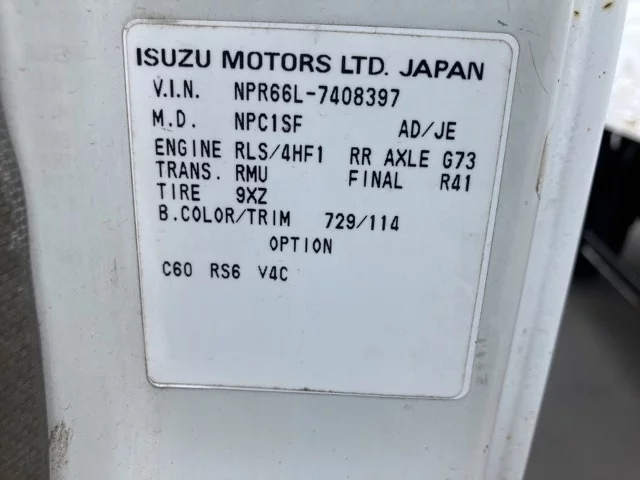 ISUZU MOTORS LTD. JAPAN
V.I.N. NPR66L-7408397
M.D. NPC1SF AD/JE
ENGINE RLS/4HF1 RR AXLE G73
TRANS. RMU FINAL R41
TIRE 9XZ
B.COLOR/TRIM 729/114
OPTION
C60 RS6 V4C